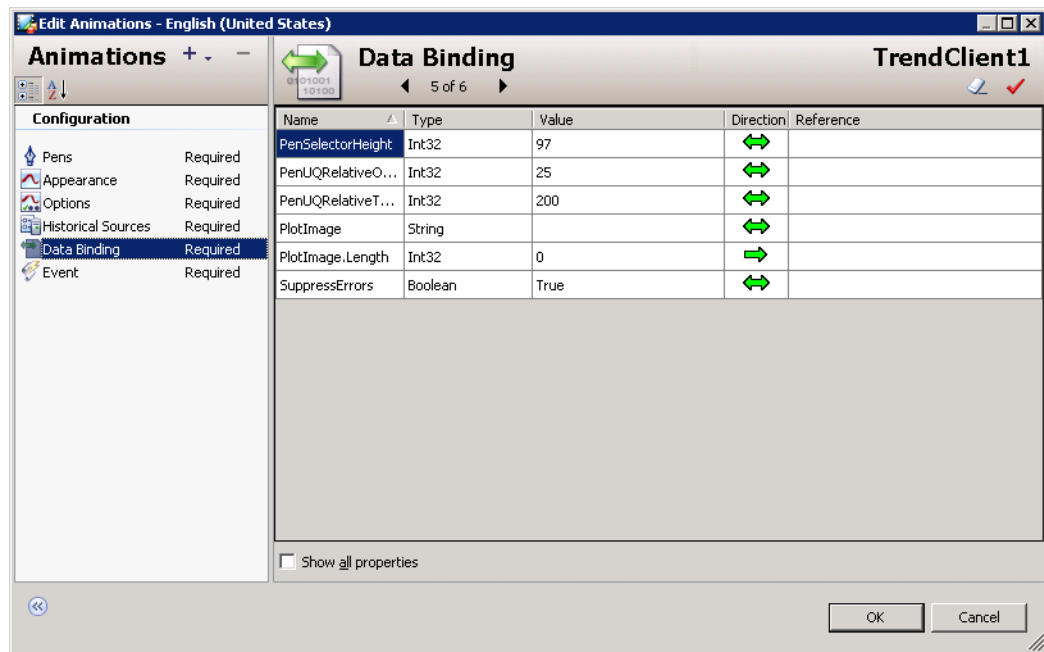 Edit Animations - English (United States)
Animations + -
Data Binding
TrendClient1
5 of 6
Configuration
Pens Required
Appearance Required
Options Required
Historical Sources Required
Data Binding Required
Event Required
Name Type Value Direction Reference
PenSelectorHeight Int32 97
PenUQRelativeO... Int32 25
PenUQRelativeT... Int32 200
PlotImage String
PlotImage.Length Int32 0
SuppressErrors Boolean True
Show all properties
OK Cancel